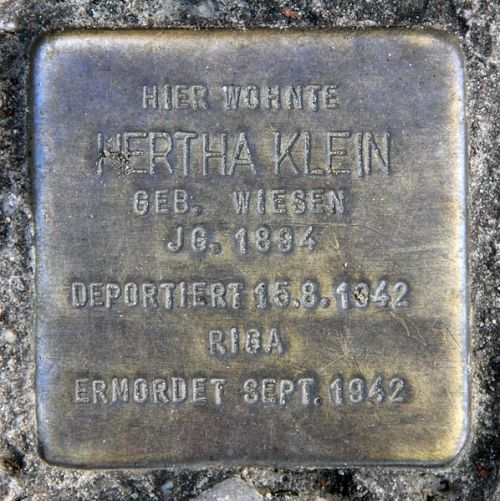 HIER WOHNTE
HERTHA KLEIN
GEB. WIESEN
JG. 1894
DEPORTIERT 15.8.1942
RIGA
ERMORDET SEPT. 1942